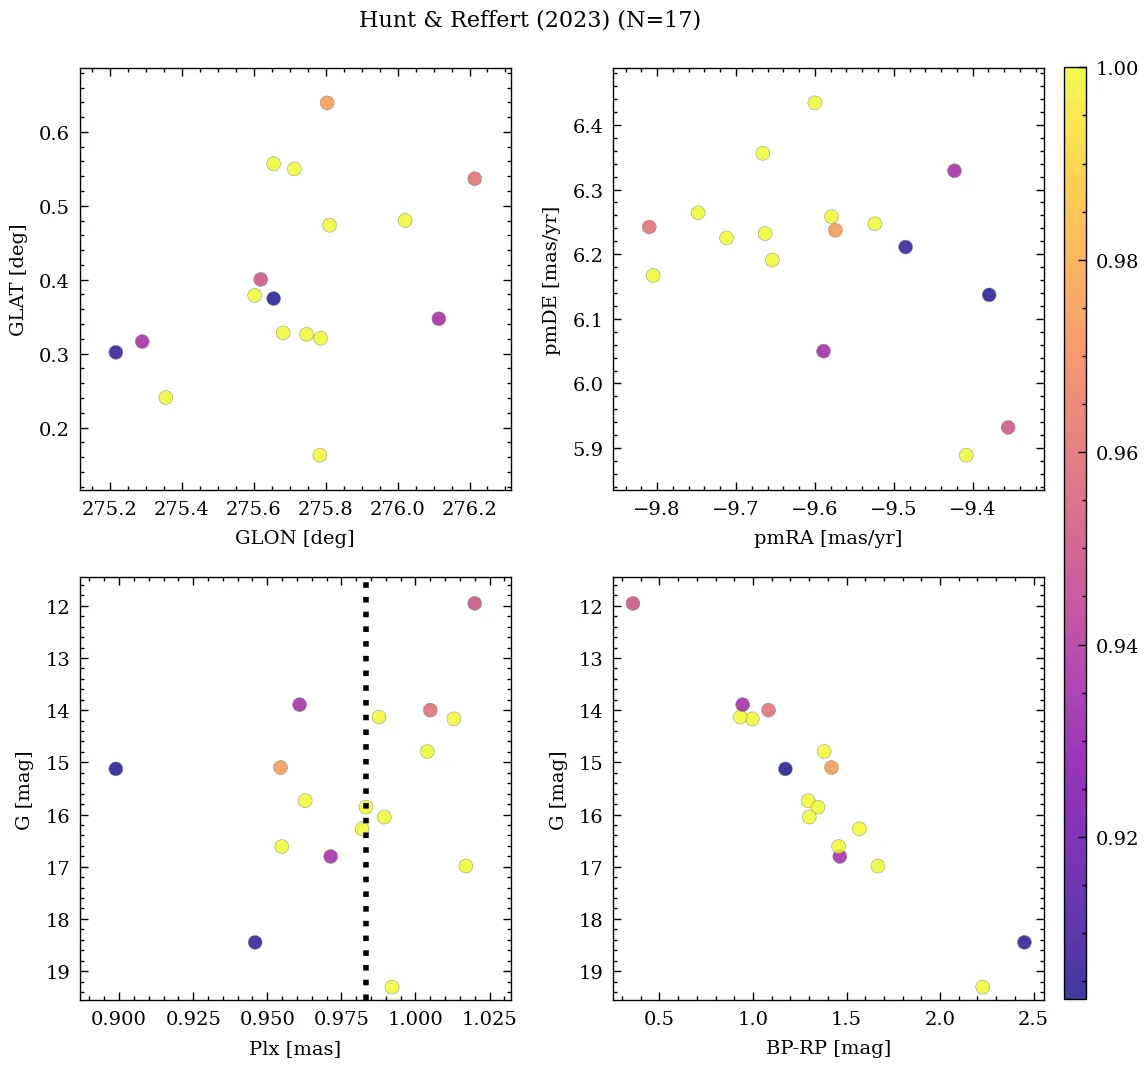 Hunt & Reffert (2023) (N=17)
0.6
0.5
0.4
0.3
0.2
GLAT [deg]
275.2 275.4 275.6 275.8 276.0 276.2
GLON [deg]
6.4
6.3
6.2
6.1
6.0
5.9
pmDE [mas/yr]
−9.8 −9.7 −9.6 −9.5 −9.4
pmRA [mas/yr]
12
13
14
15
16
17
18
19
G [mag]
0.900 0.925 0.950 0.975 1.000 1.025
Plx [mas]
12
13
14
15
16
17
18
19
G [mag]
0.5 1.0 1.5 2.0 2.5
BP-RP [mag]
1.00
0.98
0.96
0.94
0.92